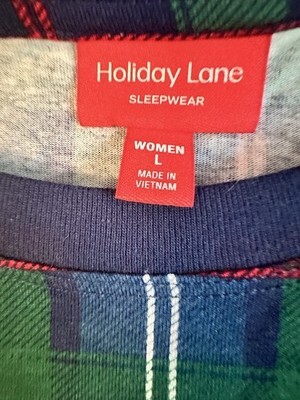 Holiday Lane
SLEEPWEAR
WOMEN
L
MADE IN
VIETNAM